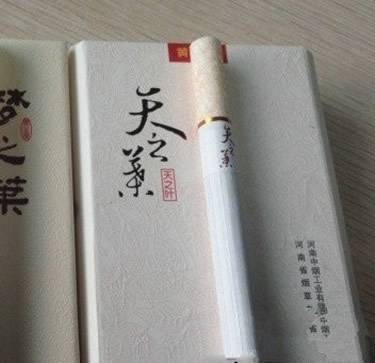 梦之葉
黄
天之葉
天之叶
天之葉
河南中烟工业有限
河南省烟草